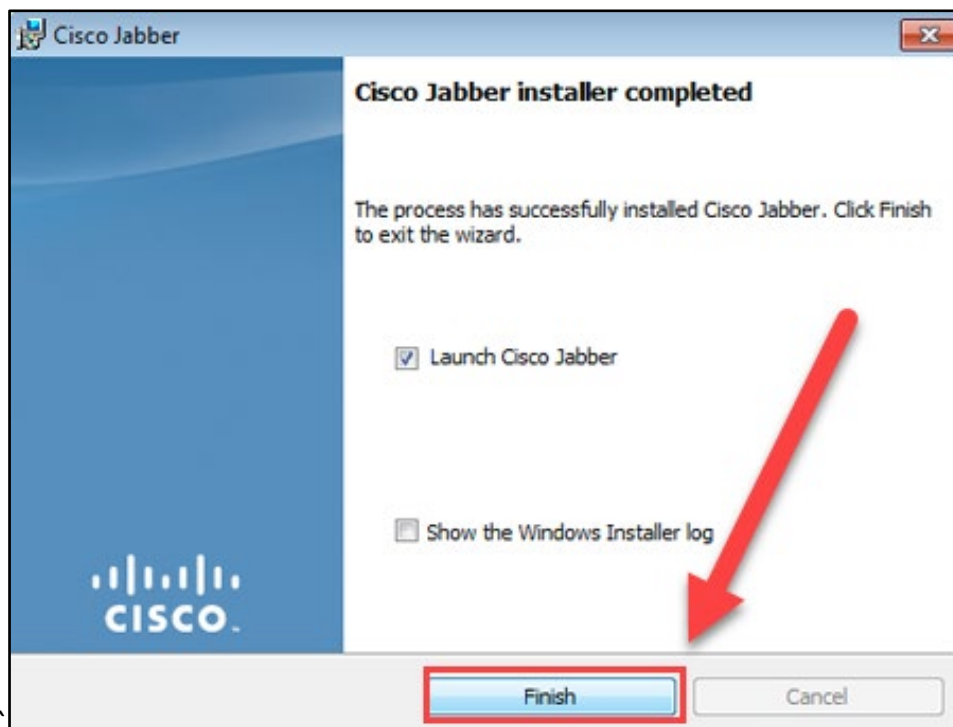 Cisco Jabber
Cisco Jabber installer completed
The process has successfully installed Cisco Jabber. Click Finish
to exit the wizard.
Launch Cisco Jabber
Show the Windows Installer log
CISCO.
Finish
Cancel